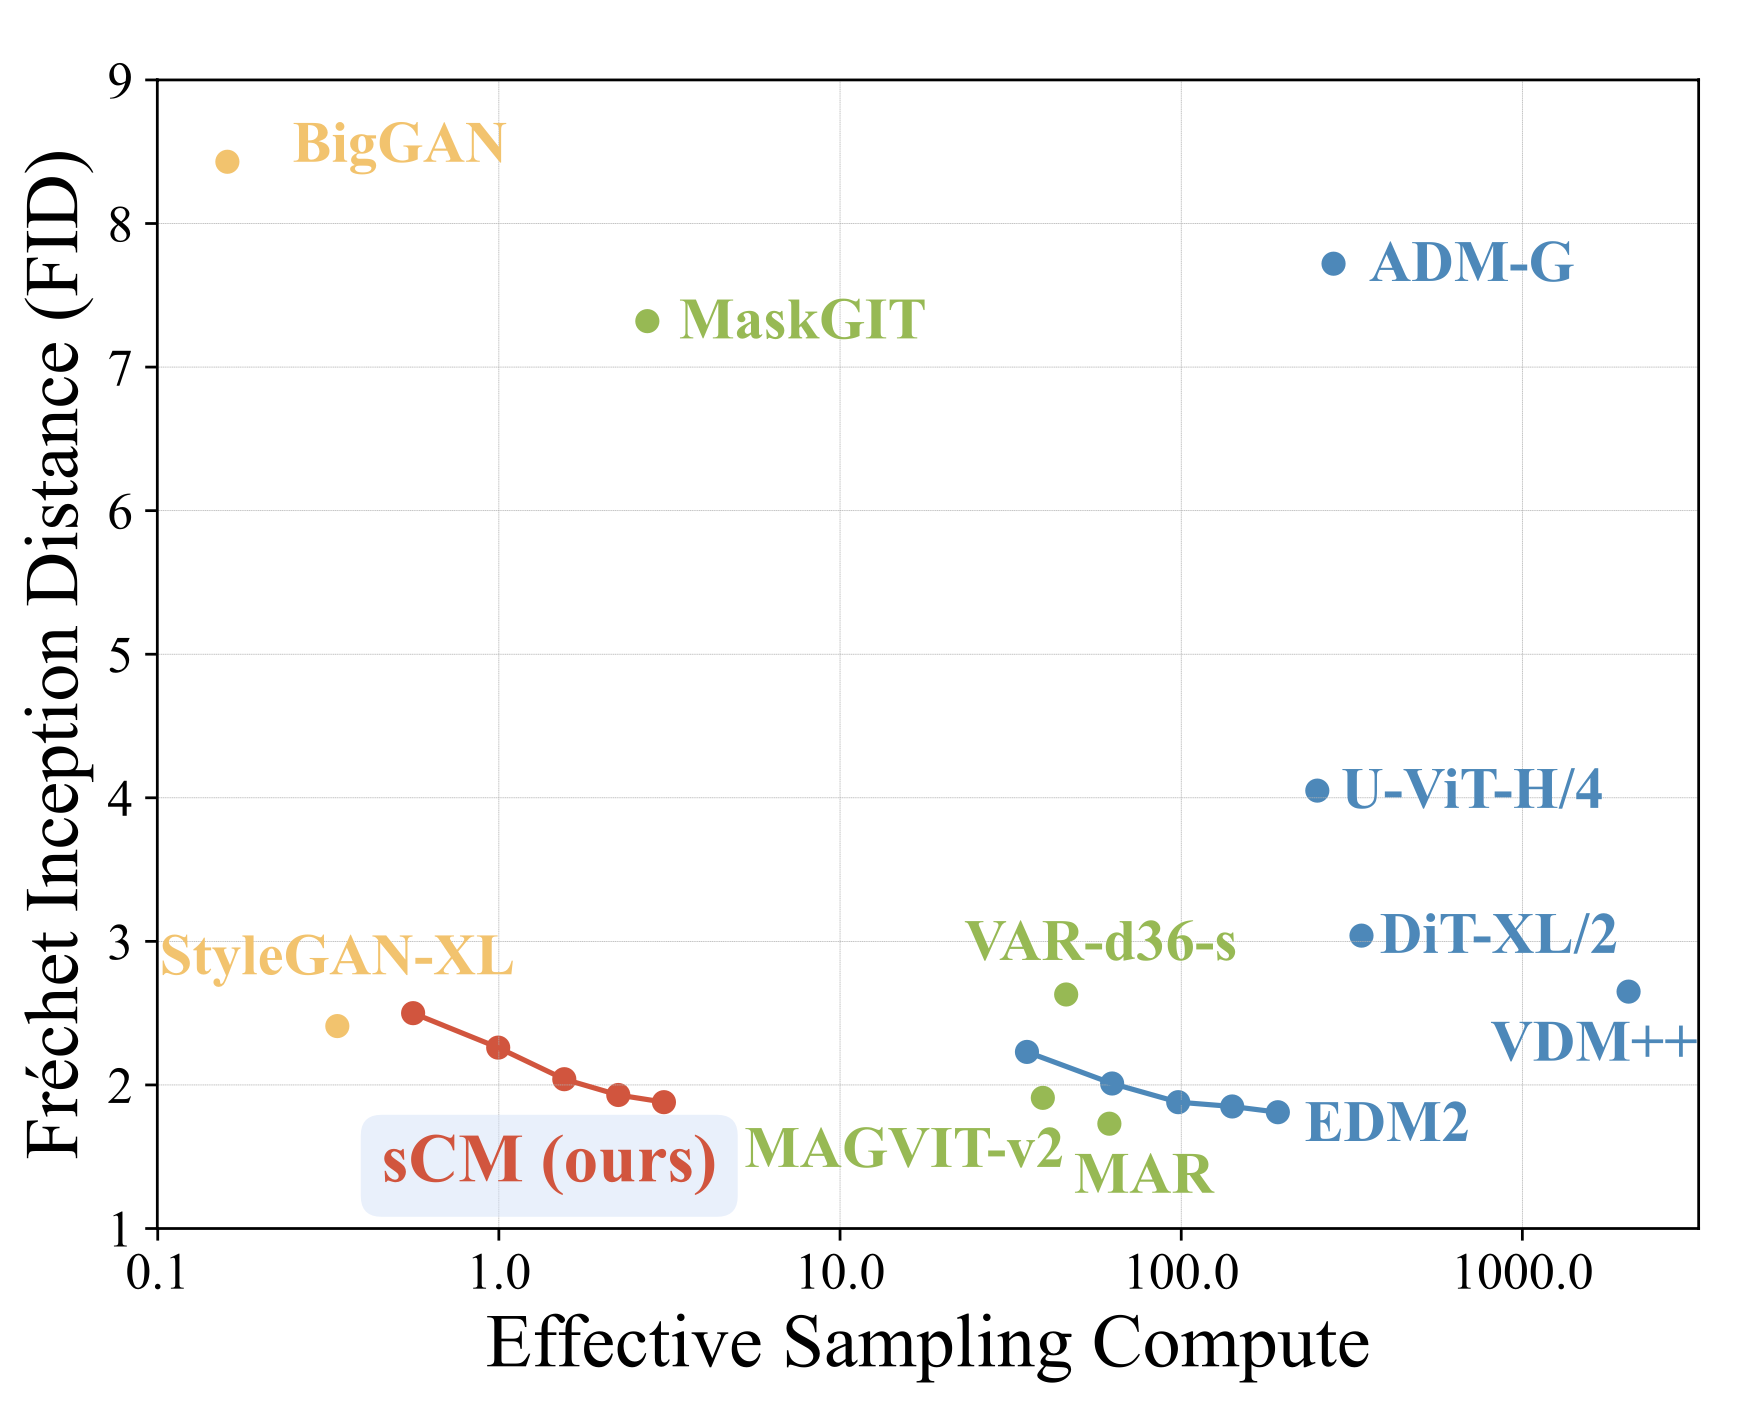 Fréchet Inception Distance (FID)
9
8
7
6
5
4
3
2
1
BigGAN
ADM-G
MaskGIT
U-ViT-H/4
VAR-d36-s
DiT-XL/2
StyleGAN-XL
VDM++
EDM2
MAGVIT-v2
sCM (ours)
MAR
0.1
1.0
10.0
100.0
1000.0
Effective Sampling Compute